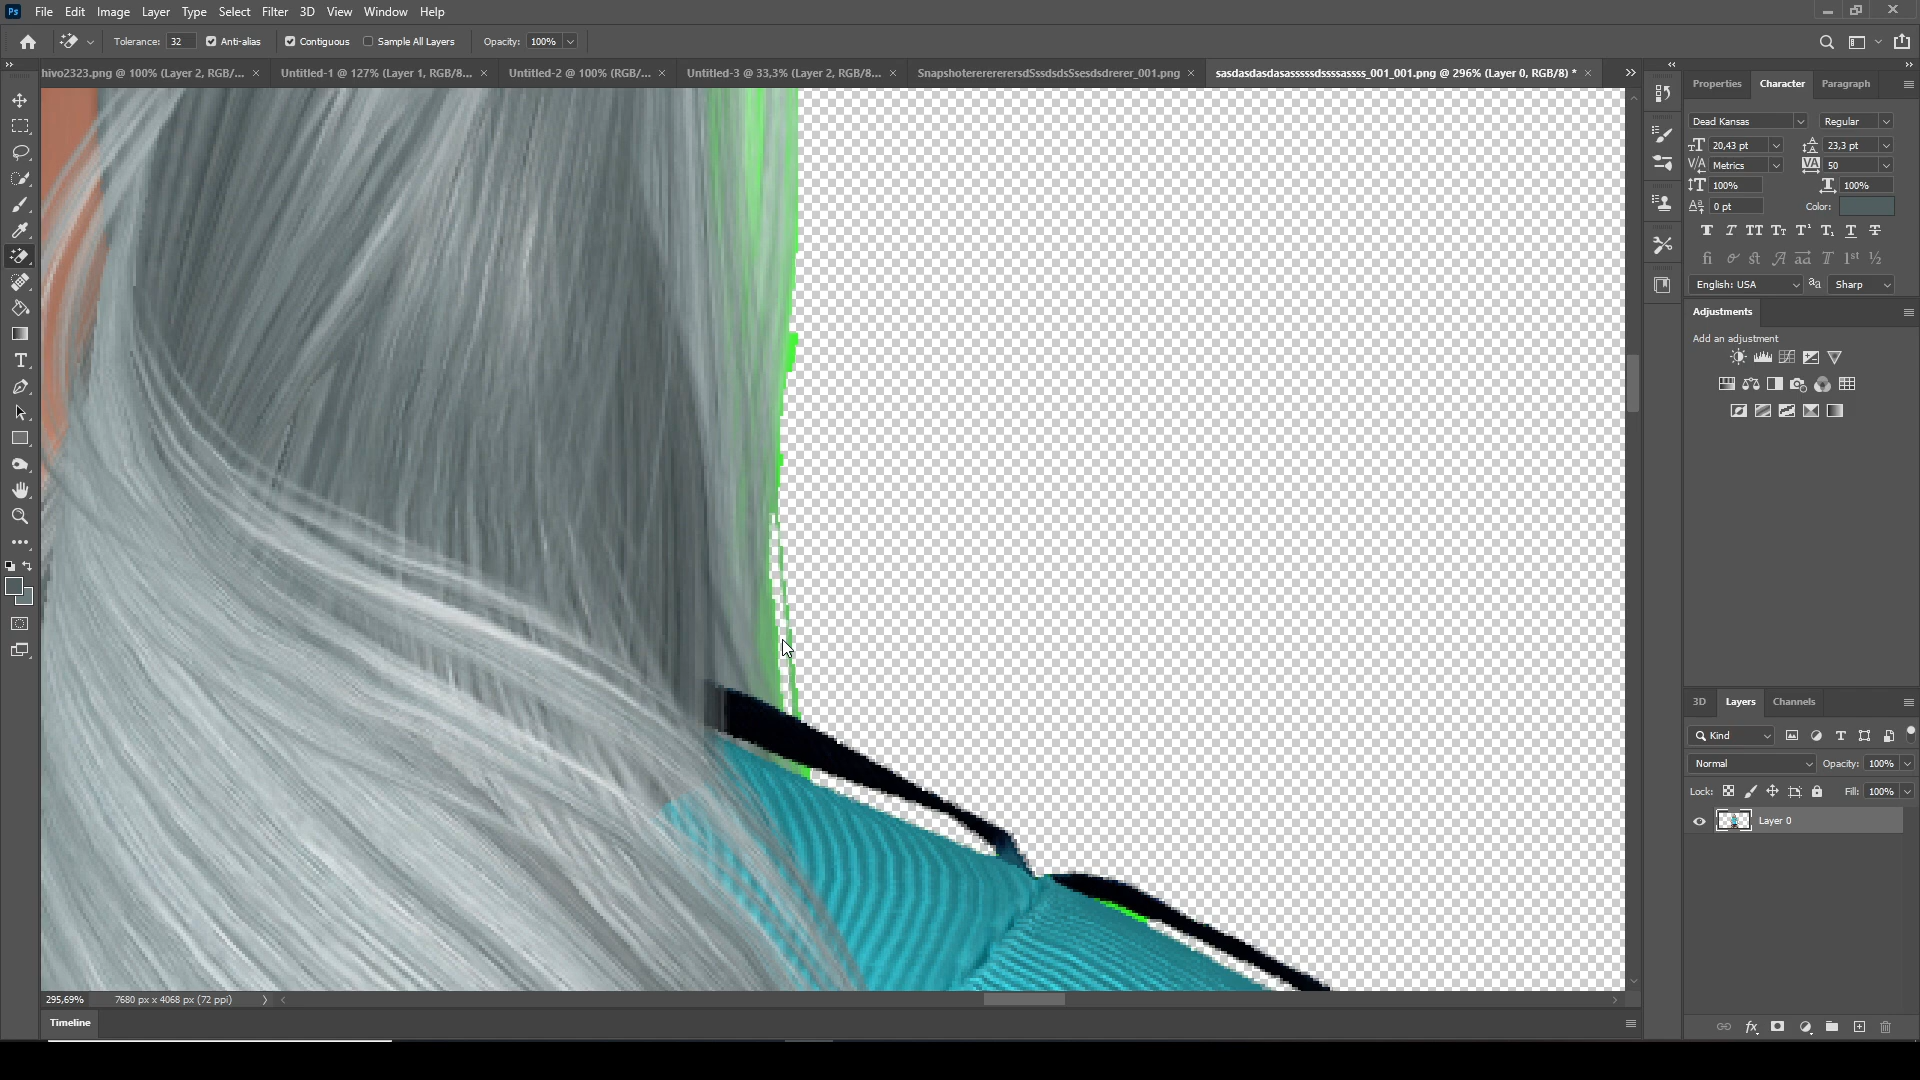 Ps File Edit Image Layer Type Select Filter 3D View Window Help
Tolerance: 32 Anti-alias Contiguous Sample All Layers Opacity: 100%
hivo2323.png @ 100% (Layer 2, RGB/... × Untitled-1 @ 127% (Layer 1, RGB/8... × Untitled-2 @ 100% (RGB/... × Untitled-3 @ 33,3% (Layer 2, RGB/8... × × sasdasdasdasasssssdssssassss_001_001.png @ 296% (Layer 0, RGB/8) * ×
Properties Character Paragraph
Dead Kansas Regular
20,43 pt 23,3 pt
Metrics 50
100% 100%
0 pt Color:
English: USA aa Sharp
Adjustments
Add an adjustment
3D Layers Channels
Kind
Normal Opacity: 100%
Lock: Fill: 100%
Layer 0
295,69% 7680 px x 4068 px (72 ppi)
Timeline